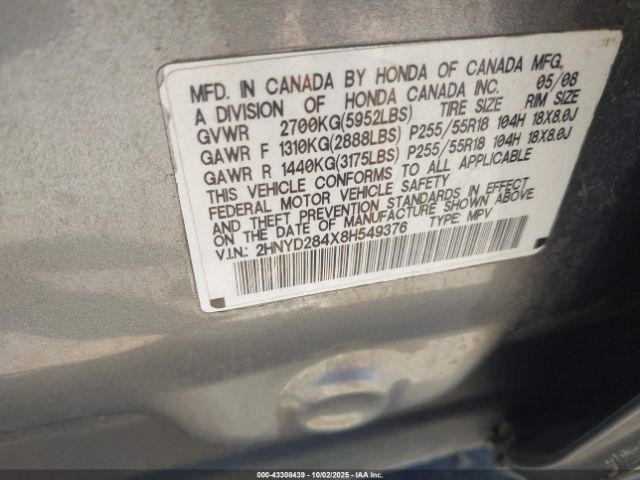 MFD. IN CANADA BY HONDA OF CANADA MFG.
A DIVISION OF HONDA CANADA INC. 05/08
GVWR 2700KG(5952LBS) TIRE SIZE RIM SIZE
GAWR F 1310KG(2888LBS) P255/55R18 104H 18X8.0J
GAWR R 1440KG(3175LBS) P255/55R18 104H 18X8.0J
THIS VEHICLE CONFORMS TO ALL APPLICABLE
FEDERAL MOTOR VEHICLE SAFETY
AND THEFT PREVENTION STANDARDS IN EFFECT
ON THE DATE OF MANUFACTURE SHOWN ABOVE
V.I.N.: 2HNYD284X8H549376 TYPE: MPV
000-43308439 - 10/02/2025 - IAA Inc.